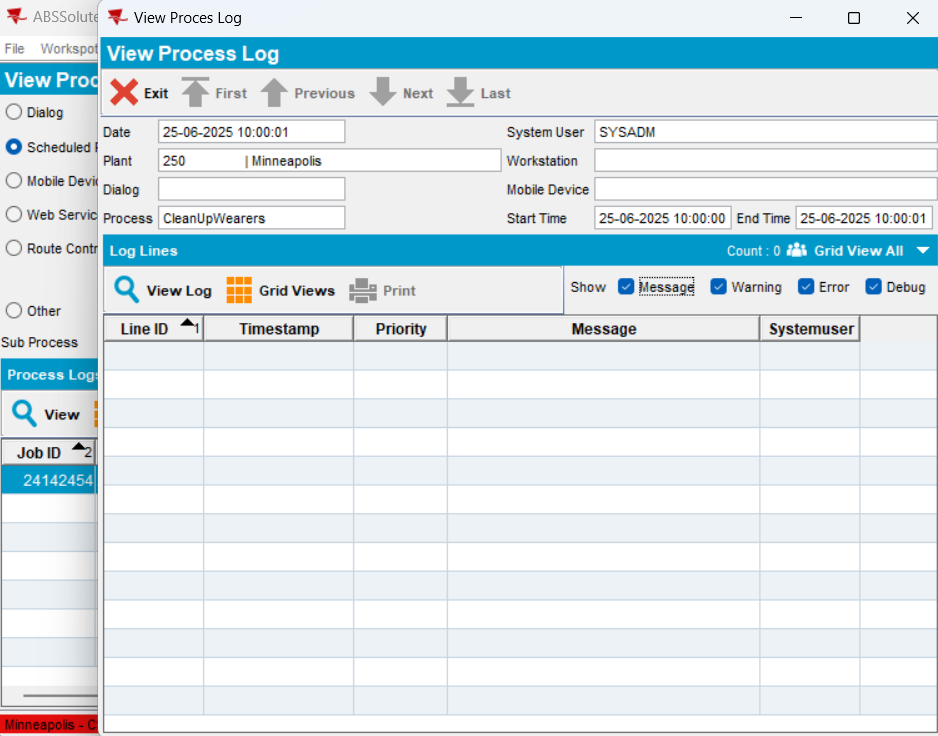 ABSSolute
View Proces Log
File Workspot
View Process Log
View Proc
Exit First Previous Next Last
Dialog
Scheduled P
Mobile Devic
Web Servic
Route Contr
Other
Sub Process
Date 25-06-2025 10:00:01 System User SYSADM
Plant 250 | Minneapolis Workstation
Dialog Mobile Device
Process CleanUpWearers Start Time 25-06-2025 10:00:00 End Time 25-06-2025 10:00:01
Log Lines Count : 0 Grid View All
View Log Grid Views Print Show Message Warning Error Debug
Line ID 1 Timestamp Priority Message Systemuser
Process Logs
View
Job ID 2
24142454
Minneapolis - C